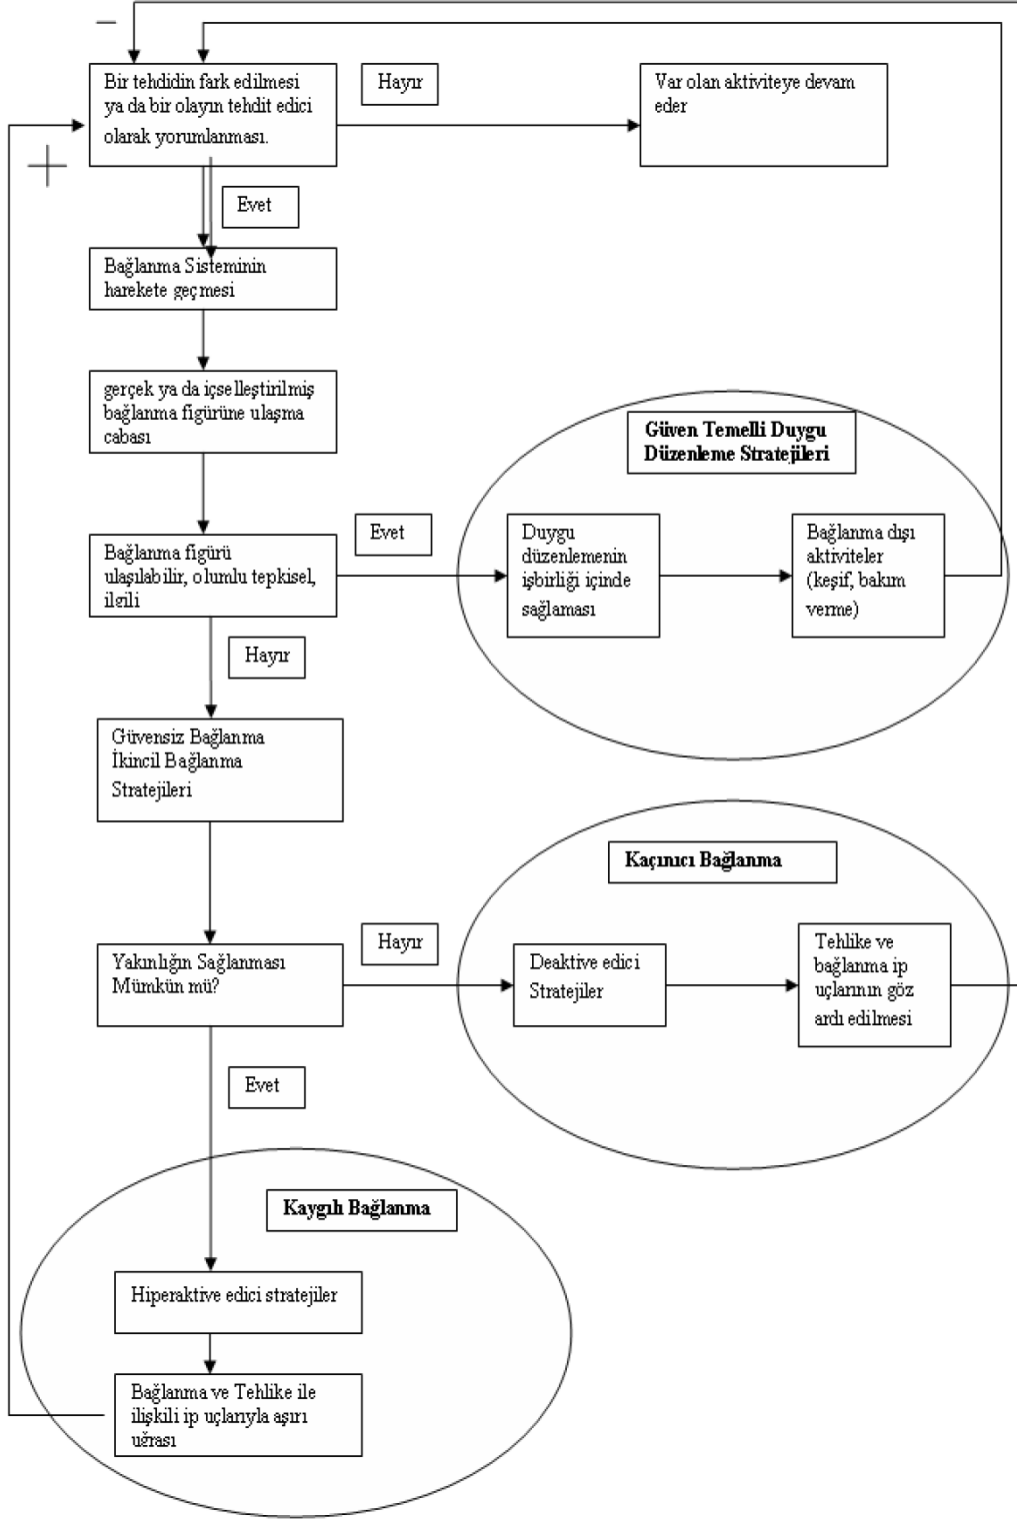 −
Bir tehdidin fark edilmesi
ya da bir olayın tehdit edici
olarak yorumlanması.
Hayır
Var olan aktiviteye devam
eder
+
Evet
Bağlanma Sisteminin
harekete geçmesi
gerçek ya da içselleştirilmiş
bağlanma figürüne ulaşma
cabası
Güven Temelli Duygu
Düzenleme Stratejileri
Bağlanma figürü
ulaşılabilir, olumlu tepkisel,
ilgili
Evet
Duygu
düzenlemenin
işbirliği içinde
sağlaması
Bağlanma dışı
aktiviteler
(keşif, bakım
verme)
Hayır
Güvensiz Bağlanma
İkincil Bağlanma
Stratejileri
Kaçınıcı Bağlanma
Yakınlığın Sağlanması
Mümkün mü?
Hayır
Deaktive edici
Stratejiler
Tehlike ve
bağlanma ip
uçlarının göz
ardı edilmesi
Evet
Kaygılı Bağlanma
Hiperaktive edici stratejiler
Bağlanma ve Tehlike ile
ilişkili ip uçlarıyla aşırı
uğrası